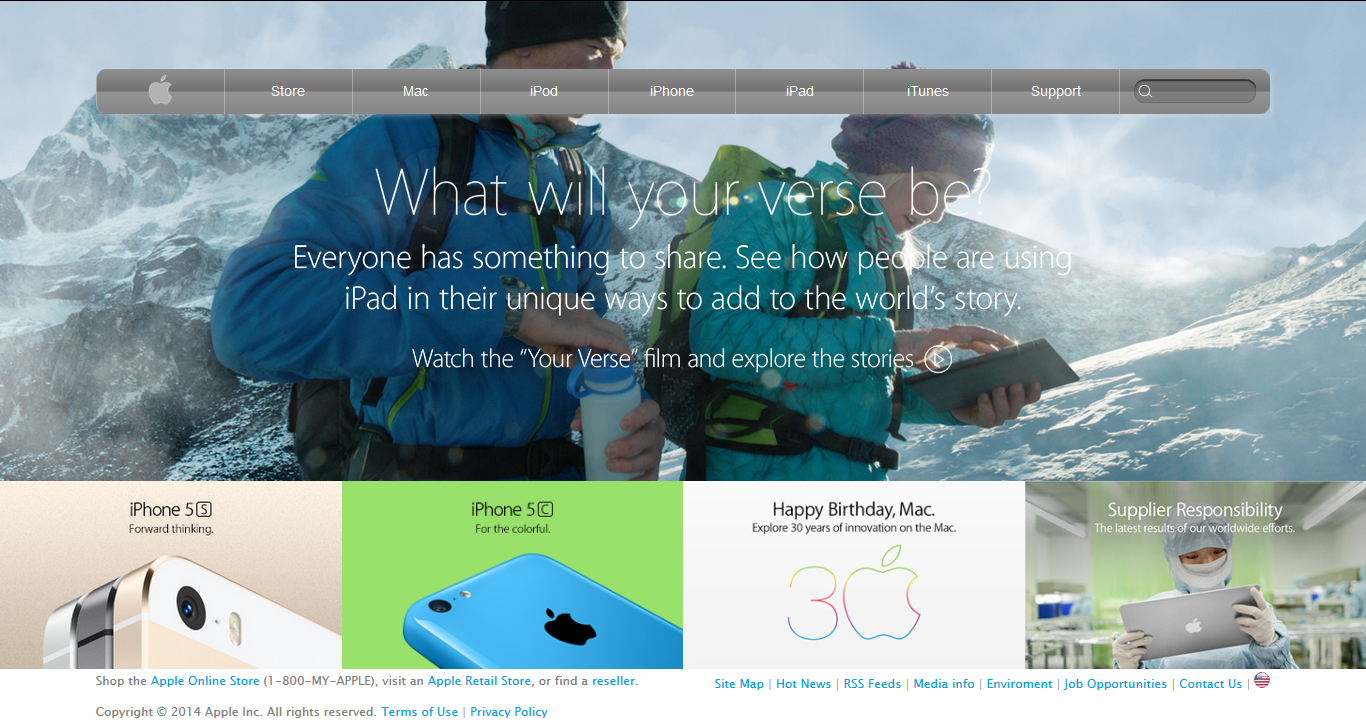 Store Mac iPod iPhone iPad iTunes Support
What will your verse be?
Everyone has something to share. See how people are using
iPad in their unique ways to add to the world's story.
Watch the “Your Verse” film and explore the stories
iPhone 5S
Forward thinking.
iPhone 5C
For the colorful.
Happy Birthday, Mac.
Explore 30 years of innovation on the Mac.
30
Supplier Responsibility
The latest results of our worldwide efforts.
Shop the Apple Online Store (1-800-MY-APPLE), visit an Apple Retail Store, or find a reseller.
Site Map | Hot News | RSS Feeds | Media info | Enviroment | Job Opportunities | Contact Us |
Copyright © 2014 Apple Inc. All rights reserved. Terms of Use | Privacy Policy